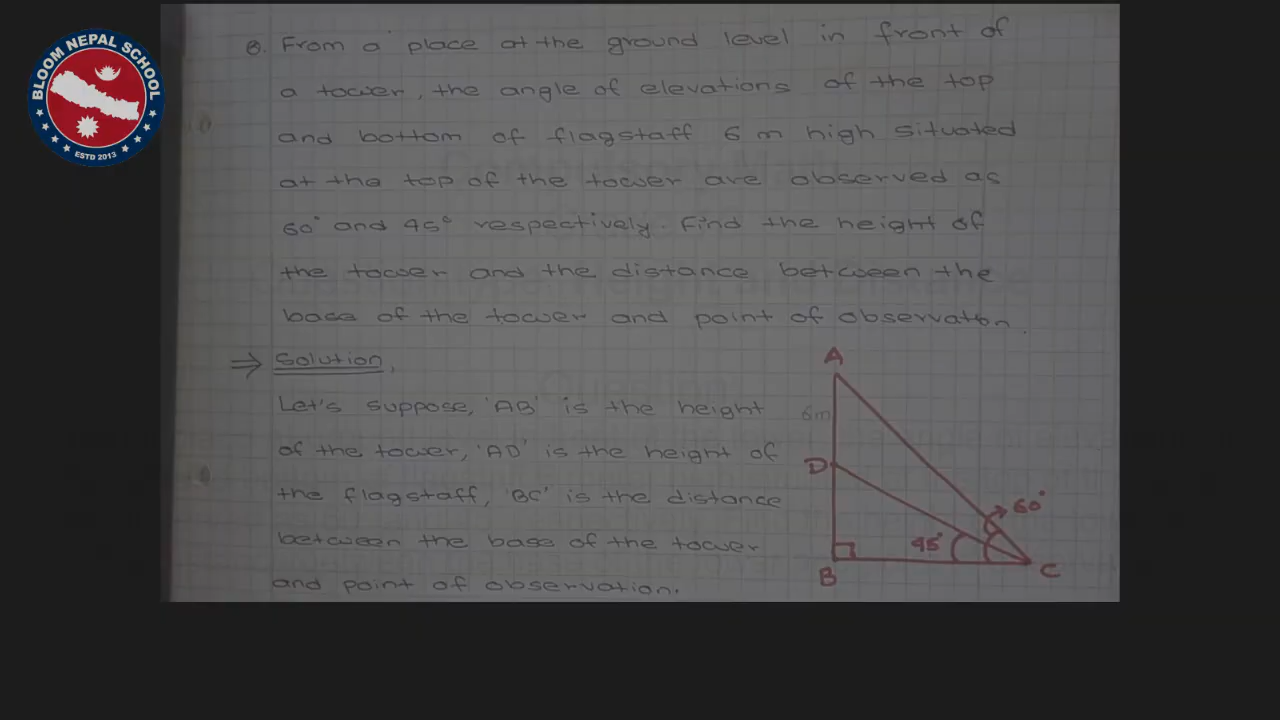 BLOOM NEPAL SCHOOL
ESTD 2013
8. From a place at the ground level in front of
a tower, the angle of elevations of the top
and bottom of flagstaff 6 m high situated
at the top of the tower are observed as
60° and 45° respectively. Find the height of
the tower and the distance between the
base of the tower and point of observation.
⇒ Solution,
Let's suppose, 'AB' is the height
of the tower, 'AD' is the height of
the flagstaff, 'BC' is the distance
between the base of the tower
and point of observation.
A
6m
D
60°
45°
B
C